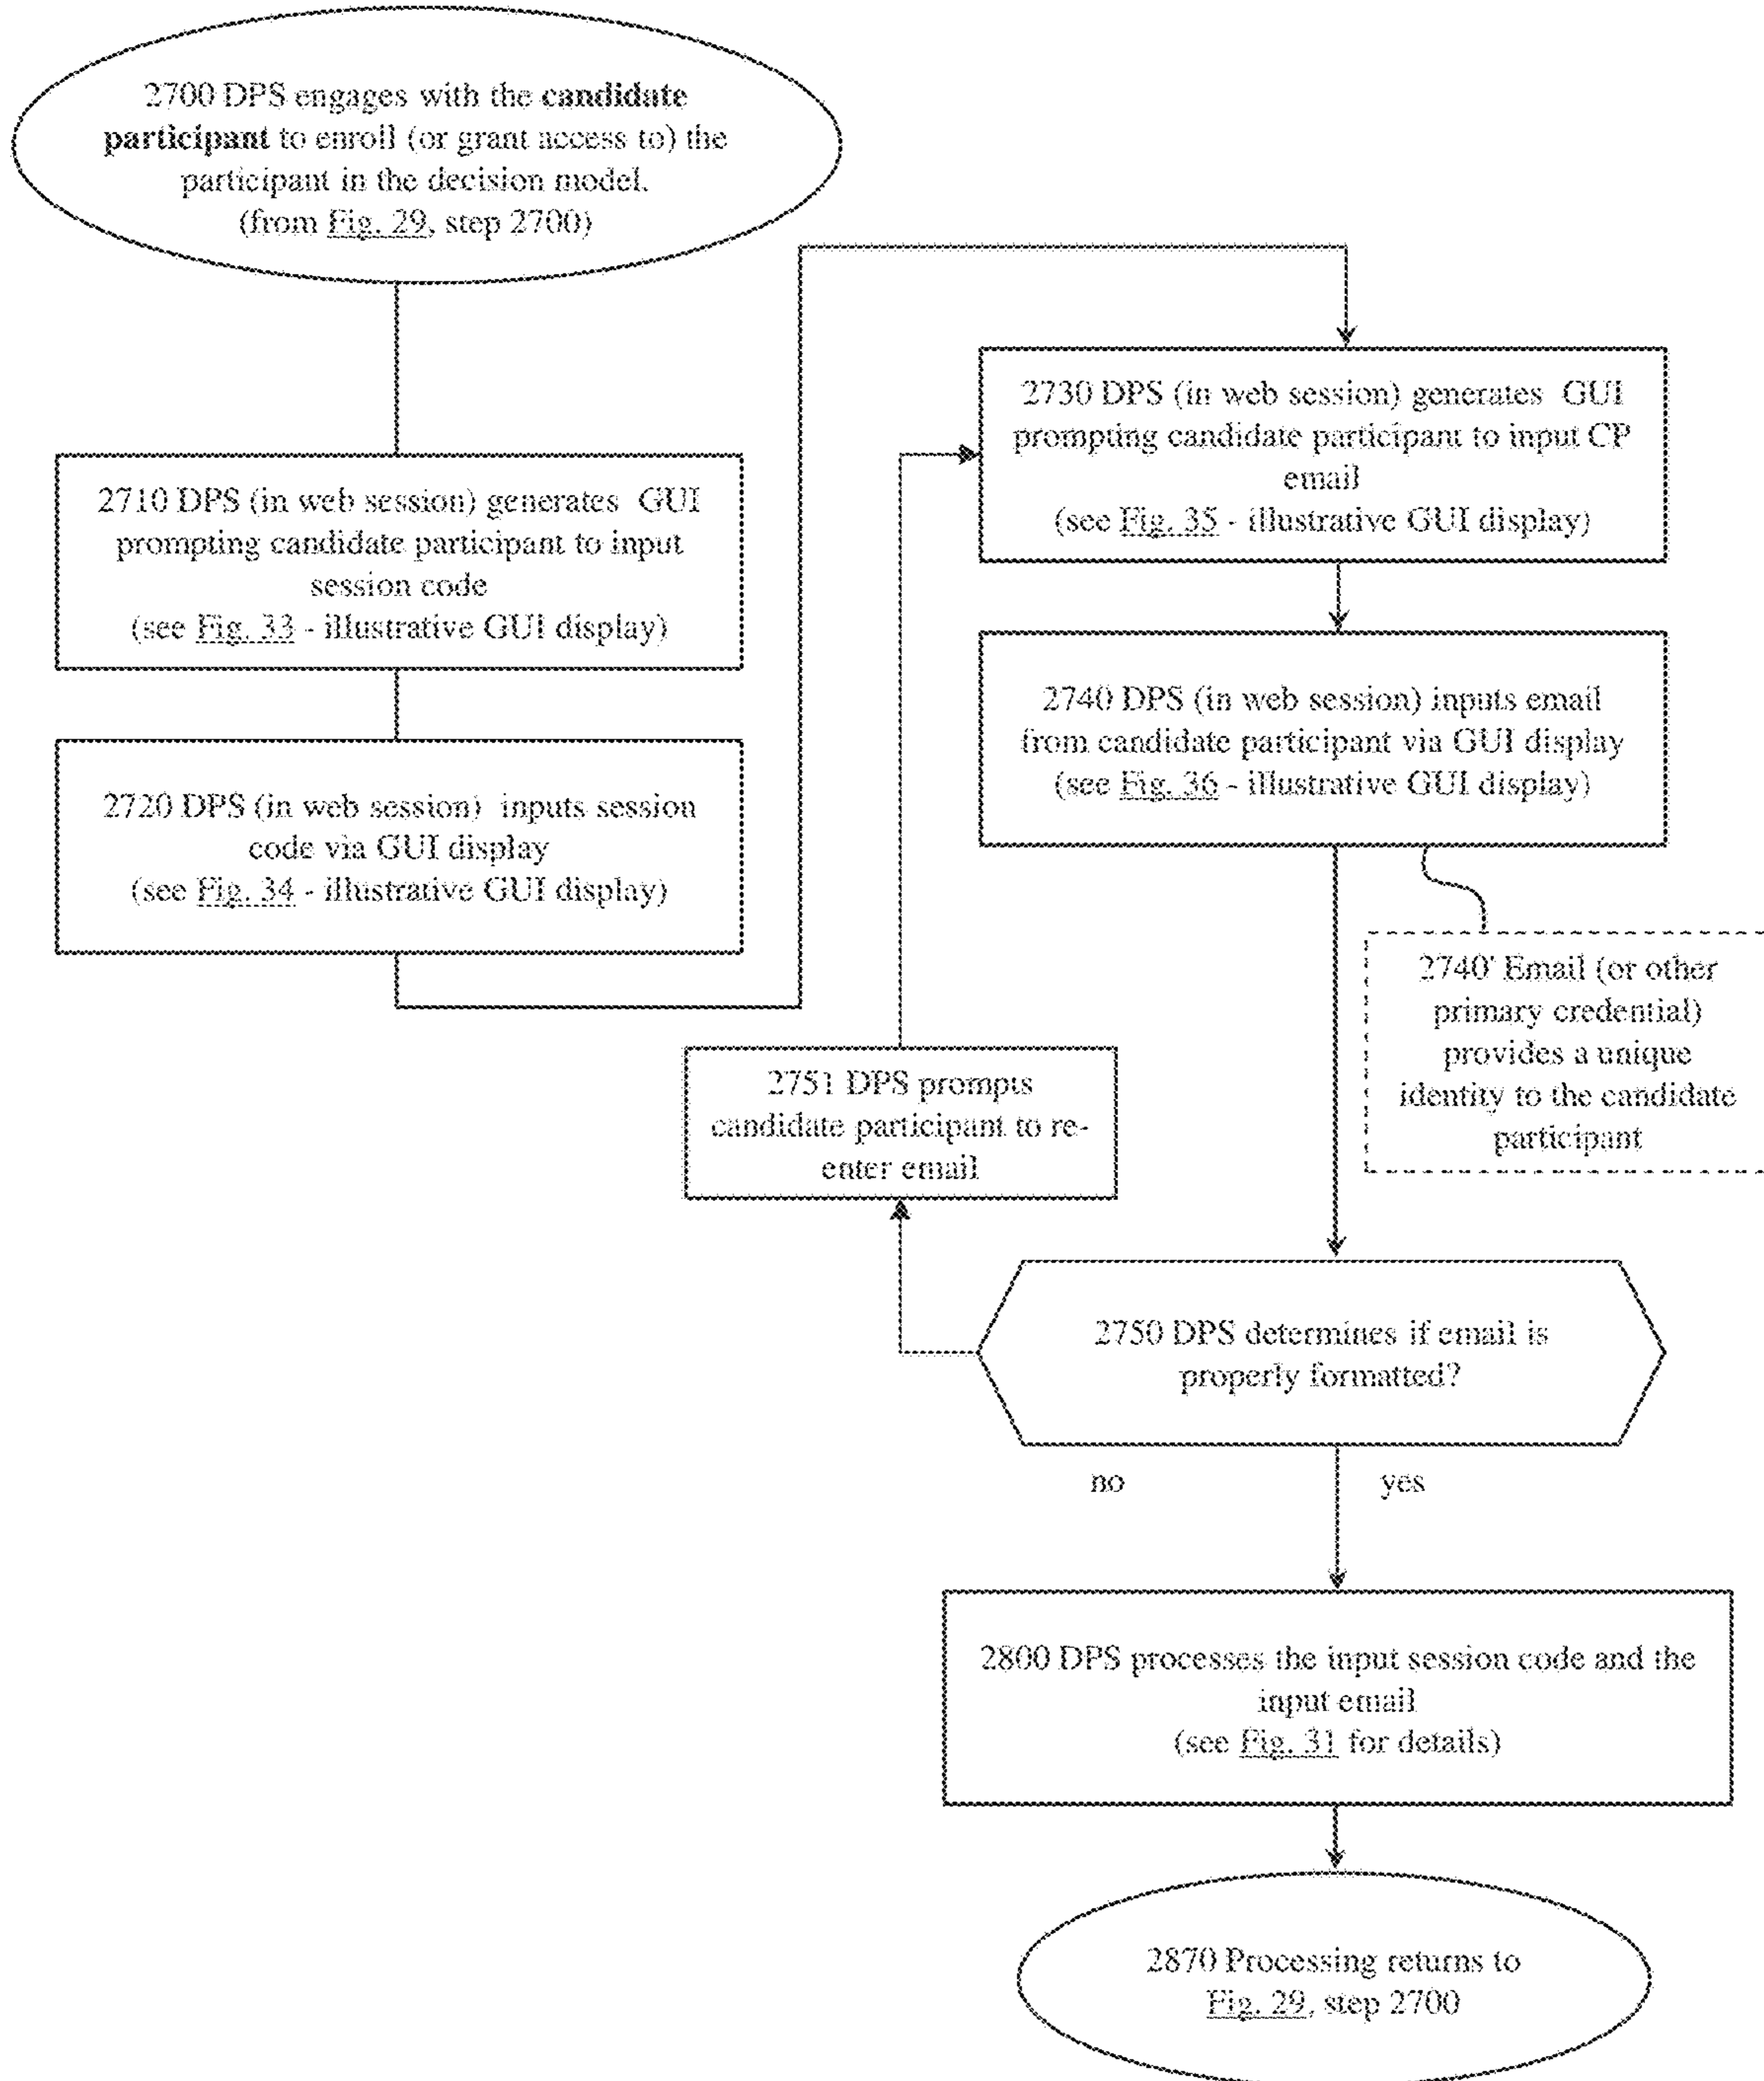 2700 DPS engages with the candidate
participant to enroll (or grant access to) the
participant in the decision model.
(from Fig. 29, step 2700)
2710 DPS (in web session) generates GUI
prompting candidate participant to input
session code
(see Fig. 33 - illustrative GUI display)
2720 DPS (in web session) inputs session
code via GUI display
(see Fig. 34 - illustrative GUI display)
2730 DPS (in web session) generates GUI
prompting candidate participant to input CP
email
(see Fig. 35 - illustrative GUI display)
2740 DPS (in web session) inputs email
from candidate participant via GUI display
(see Fig. 36 - illustrative GUI display)
2740' Email (or other
primary credential)
provides a unique
identity to the candidate
participant
2751 DPS prompts
candidate participant to re-
enter email
2750 DPS determines if email is
properly formatted?
no
yes
2800 DPS processes the input session code and the
input email
(see Fig. 31 for details)
2870 Processing returns to
Fig. 29, step 2700